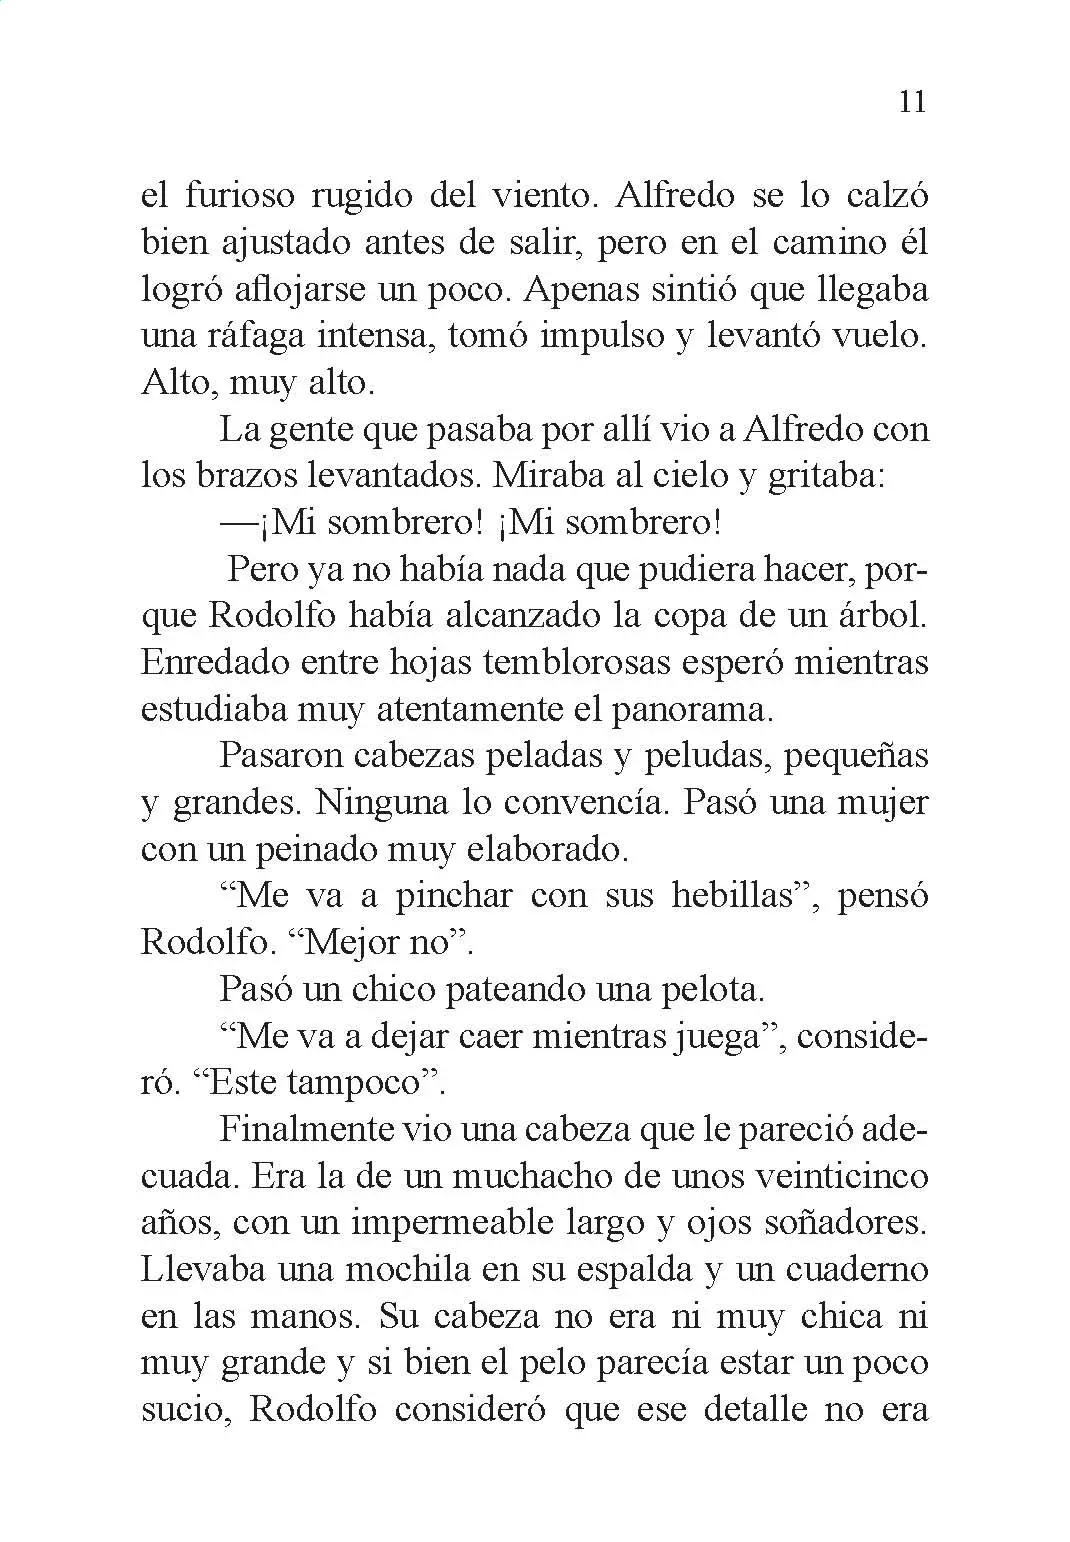 11
el furioso rugido del viento. Alfredo se lo calzó
bien ajustado antes de salir, pero en el camino él
logró aflojarse un poco. Apenas sintió que llegaba
una ráfaga intensa, tomó impulso y levantó vuelo.
Alto, muy alto.
La gente que pasaba por allí vio a Alfredo con
los brazos levantados. Miraba al cielo y gritaba:
—¡Mi sombrero! ¡Mi sombrero!
Pero ya no había nada que pudiera hacer, por-
que Rodolfo había alcanzado la copa de un árbol.
Enredado entre hojas temblorosas esperó mientras
estudiaba muy atentamente el panorama.
Pasaron cabezas peladas y peludas, pequeñas
y grandes. Ninguna lo convencía. Pasó una mujer
con un peinado muy elaborado.
“Me va a pinchar con sus hebillas”, pensó
Rodolfo. “Mejor no”.
Pasó un chico pateando una pelota.
“Me va a dejar caer mientras juega”, conside-
ró. “Este tampoco”.
Finalmente vio una cabeza que le pareció ade-
cuada. Era la de un muchacho de unos veinticinco
años, con un impermeable largo y ojos soñadores.
Llevaba una mochila en su espalda y un cuaderno
en las manos. Su cabeza no era ni muy chica ni
muy grande y si bien el pelo parecía estar un poco
sucio, Rodolfo consideró que ese detalle no era